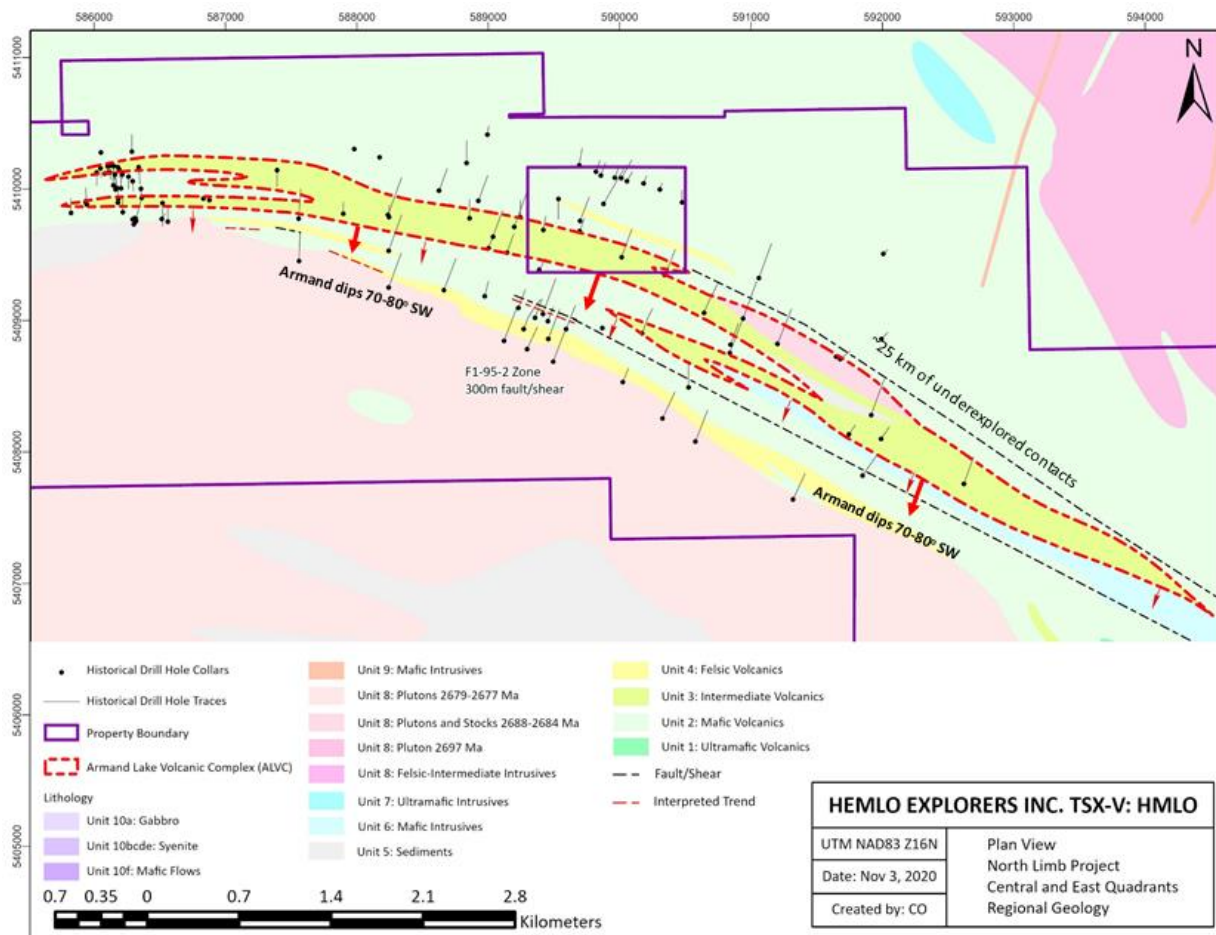 586000 587000 588000 589000 590000 591000 592000 593000 594000
5411000
N
5410000
Armand dips 70-80º SW
5409000
~25 km of underexplored contacts
F1-95-2 Zone
300m fault/shear
5408000
Armand dips 70-80º SW
5407000
Historical Drill Hole Collars
Historical Drill Hole Traces
Property Boundary
Armand Lake Volcanic Complex (ALVC)
Lithology
Unit 10a: Gabbro
Unit 10bcde: Syenite
Unit 10f: Mafic Flows
Unit 9: Mafic Intrusives
Unit 8: Plutons 2679-2677 Ma
Unit 8: Plutons and Stocks 2688-2684 Ma
Unit 8: Pluton 2697 Ma
Unit 8: Felsic-Intermediate Intrusives
Unit 7: Ultramafic Intrusives
Unit 6: Mafic Intrusives
Unit 5: Sediments
Unit 4: Felsic Volcanics
Unit 3: Intermediate Volcanics
Unit 2: Mafic Volcanics
Unit 1: Ultramafic Volcanics
Fault/Shear
Interpreted Trend
5406000
5405000
0.7 0.35 0 0.7 1.4 2.1 2.8
Kilometers
HEMLO EXPLORERS INC. TSX-V: HMLO
UTM NAD83 Z16N
Date: Nov 3, 2020
Created by: CO
Plan View
North Limb Project
Central and East Quadrants
Regional Geology